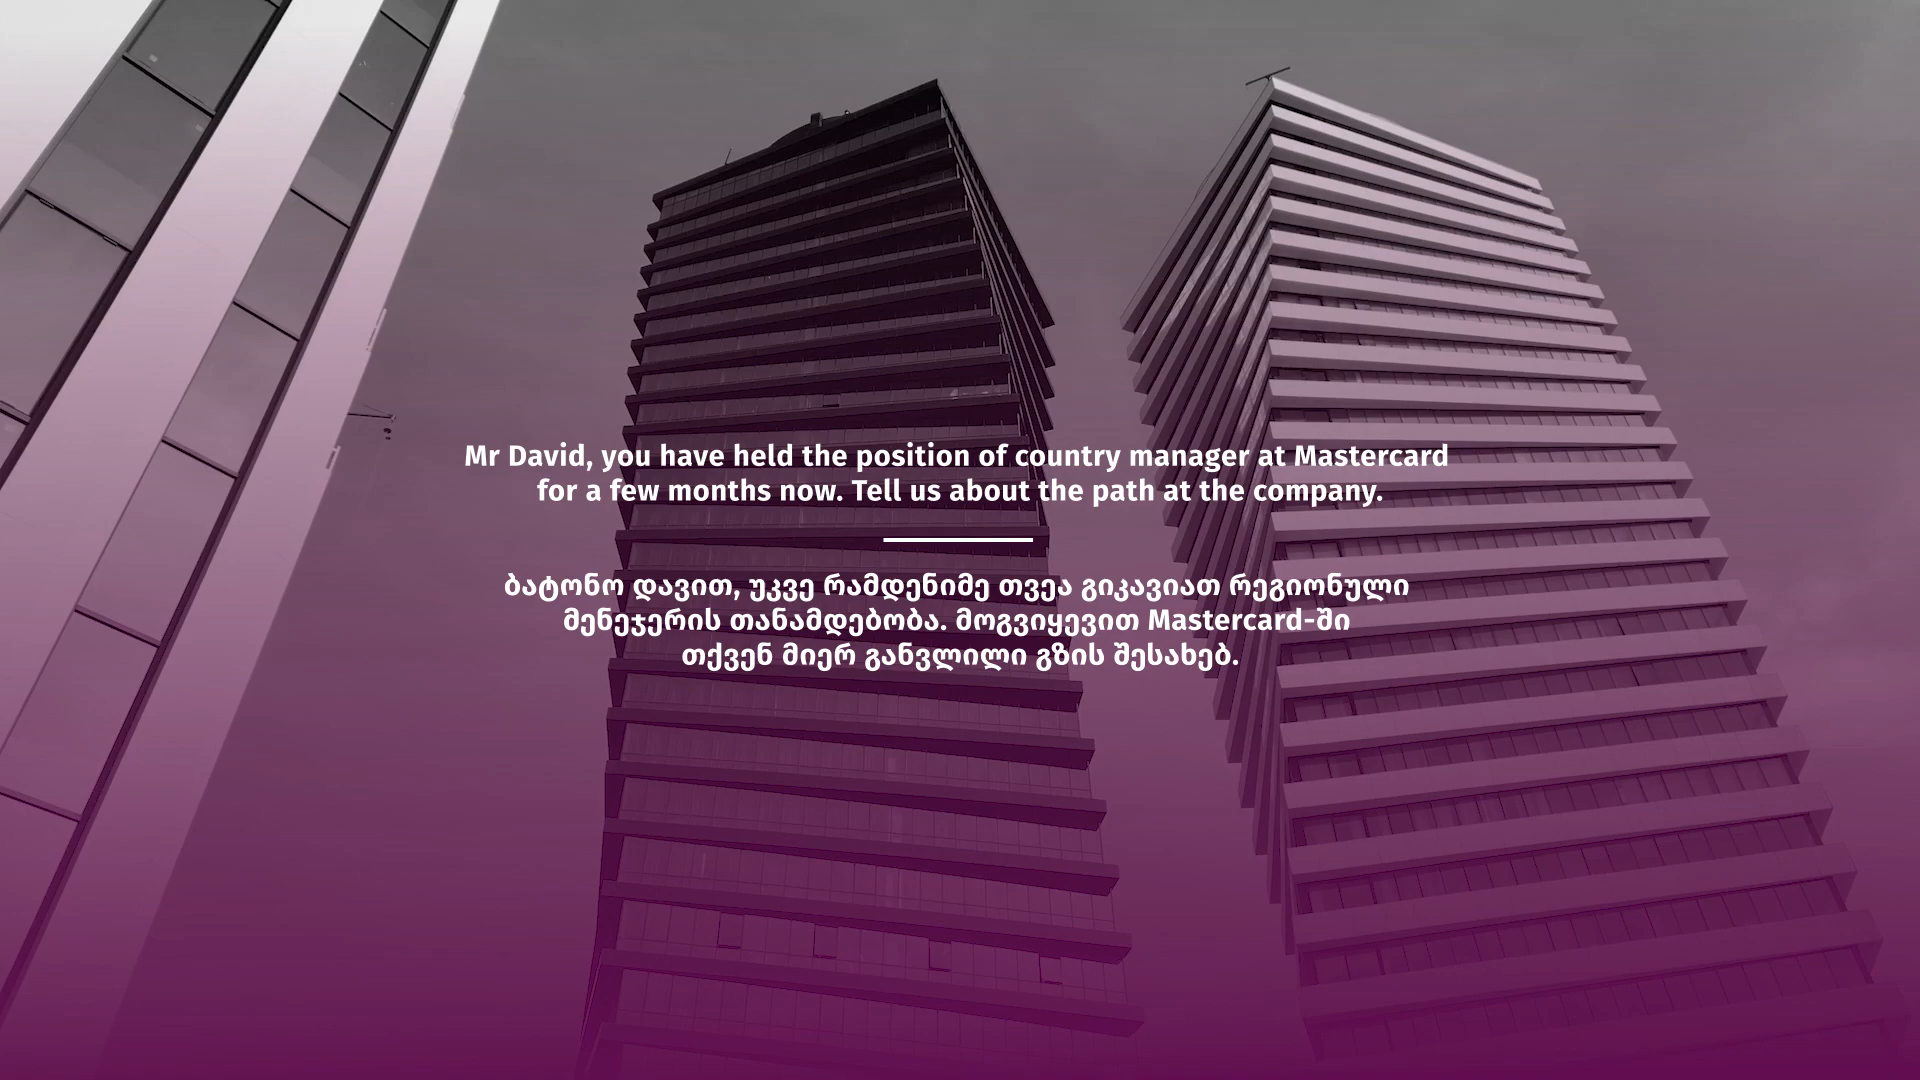 Mr David, you have held the position of country manager at Mastercard
for a few months now. Tell us about the path at the company.
ბატონო დავით, უკვე რამდენიმე თვეა გიკავიათ რეგიონული
მენეჯერის თანამდებობა. მოგვიყევით Mastercard-ში
თქვენ მიერ განვლილი გზის შესახებ.